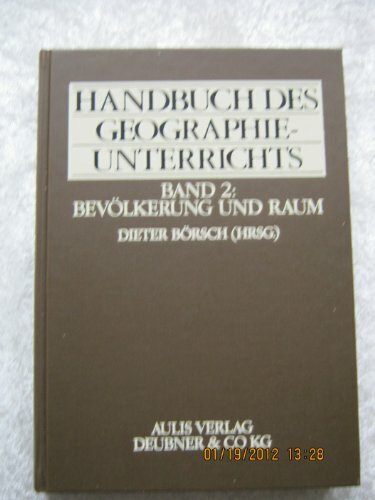 HANDBUCH DES
GEOGRAPHIE-
UNTERRICHTS
BAND 2:
BEVÖLKERUNG UND RAUM
DIETER BÖRSCH (HRSG)
AULIS VERLAG
DEUBNER & CO KG
01/19/2012 13:28